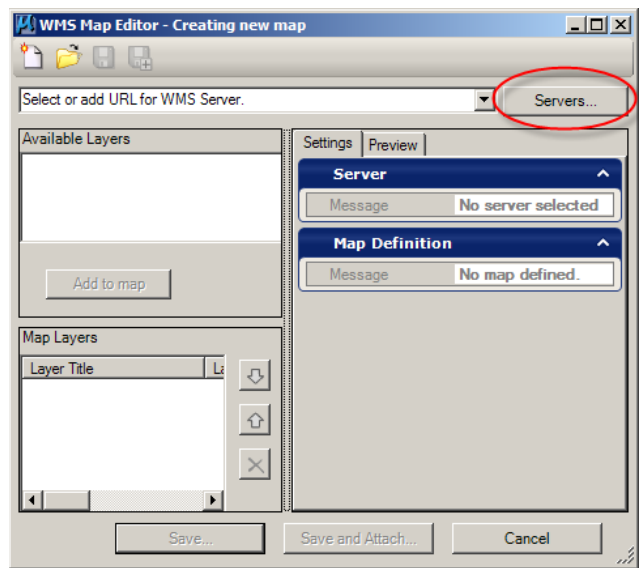 WMS Map Editor - Creating new map
Select or add URL for WMS Server.
Servers...
Available Layers
Add to map
Map Layers
Layer Title La
Settings Preview
Server
Message No server selected
Map Definition
Message No map defined.
Save... Save and Attach... Cancel